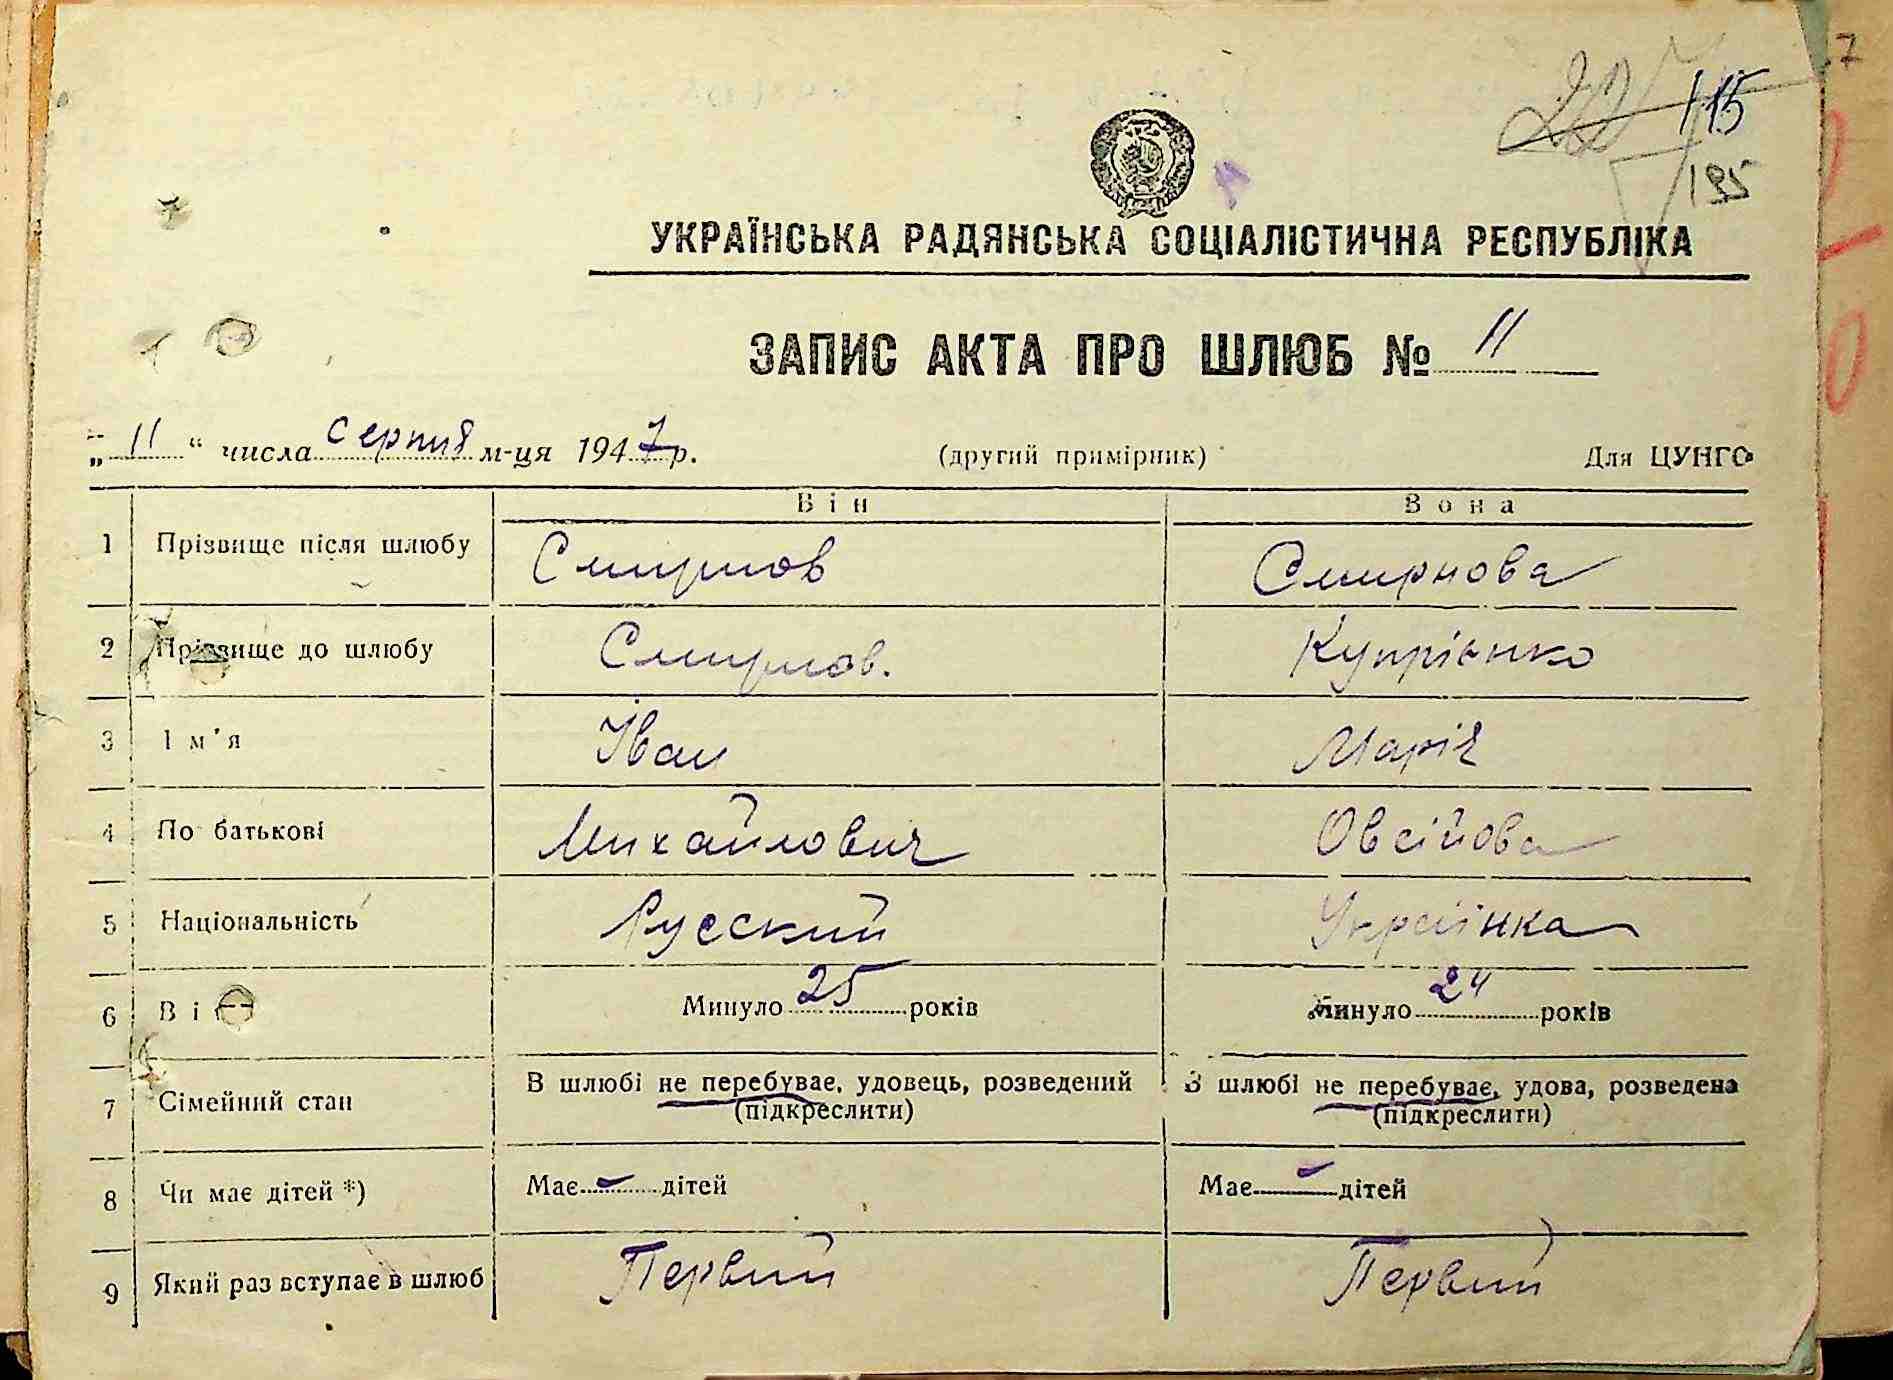 115
195
УКРАЇНСЬКА РАДЯНСЬКА СОЦІАЛІСТИЧНА РЕСПУБЛІКА
ЗАПИС АКТА ПРО ШЛЮБ № 11
„ 11 “ числа серпня м-ця 1947 р. (другий примірник) Для ЦУНГО
Він Вона
1 Прізвище після шлюбу Смирнов Смирнова
2 Прізвище до шлюбу Смирнов. Купрієнко
3 Ім'я Іван Марія
4 По батькові Михайлович Овсійова
5 Національність Русский Українка
6 Вік Минуло 25 років Минуло 24 років
7 Сімейний стан В шлюбі не перебуває, удовець, розведений В шлюбі не перебуває, удова, розведена
(підкреслити) (підкреслити)
8 Чи має дітей *) Має - дітей Має - дітей
9 Який раз вступає в шлюб Первий Первий